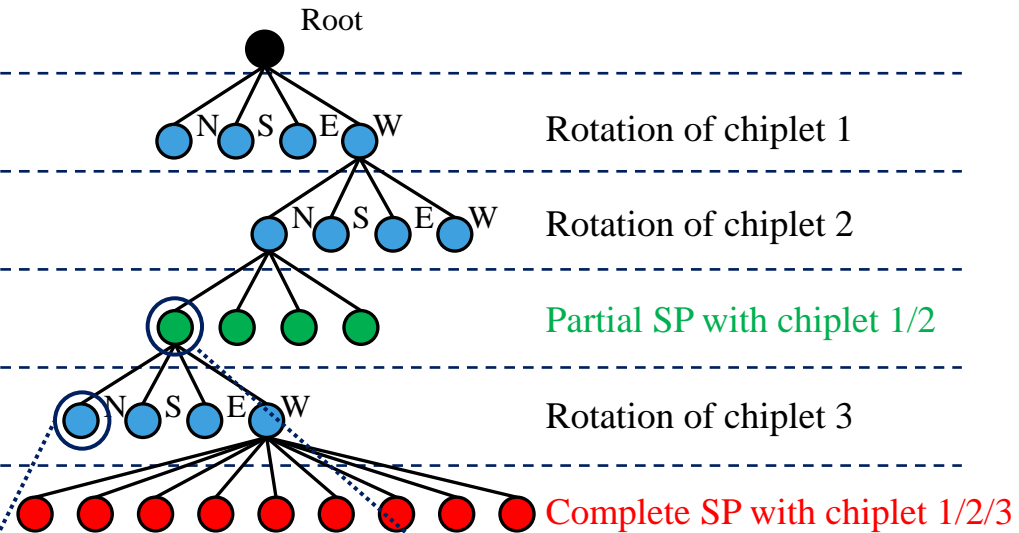 Root
N S E W
Rotation of chiplet 1
N S E W
Rotation of chiplet 2
Partial SP with chiplet 1/2
N S E W
Rotation of chiplet 3
Complete SP with chiplet 1/2/3